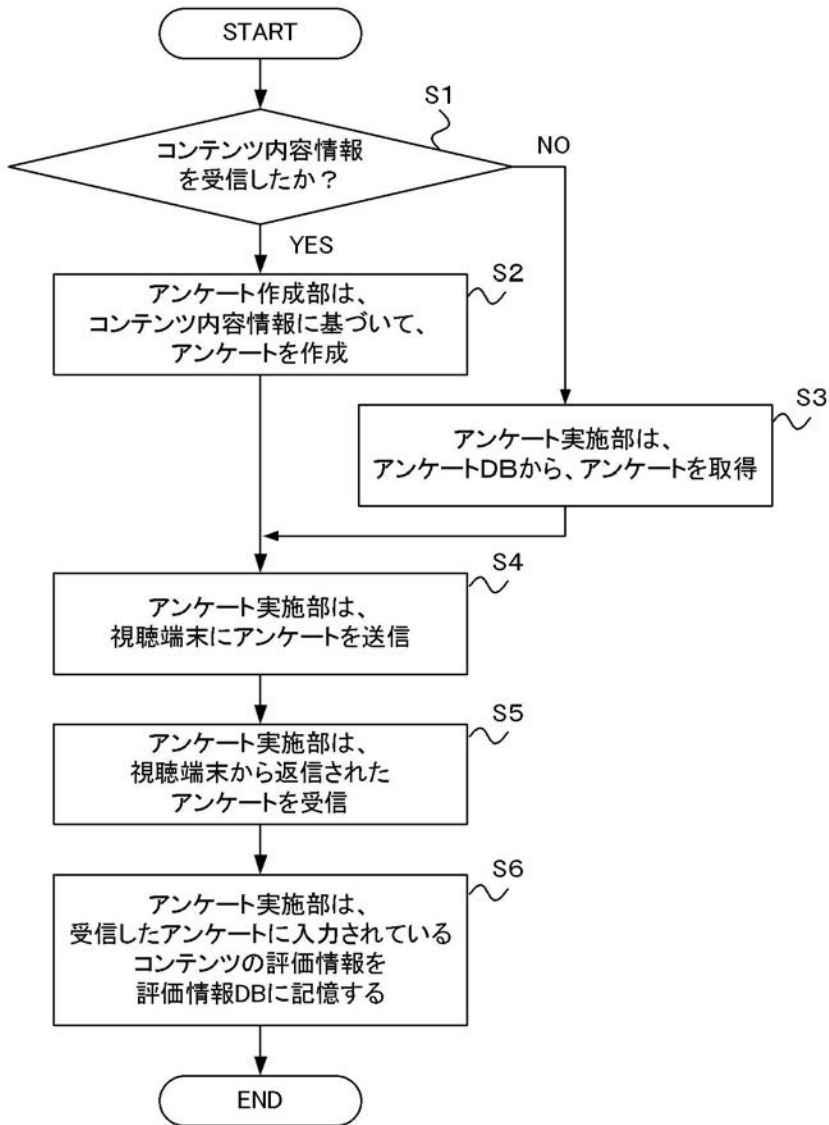 START
S1
コンテンツ内容情報
を受信したか？
NO
YES
S2
アンケート作成部は、
コンテンツ内容情報に基づいて、
アンケートを作成
S3
アンケート実施部は、
アンケートDBから、アンケートを取得
S4
アンケート実施部は、
視聴端末にアンケートを送信
S5
アンケート実施部は、
視聴端末から返信された
アンケートを受信
S6
アンケート実施部は、
受信したアンケートに入力されている
コンテンツの評価情報を
評価情報DBに記憶する
END